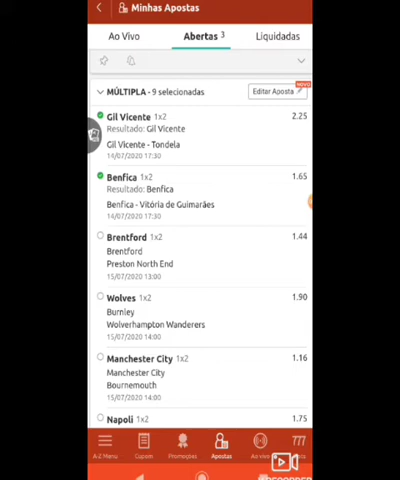 Minhas Apostas
Ao Vivo
Abertas 3
Liquidadas
MÚLTIPLA - 9 selecionadas
Editar Aposta
NOVO
Gil Vicente 1x2 2.25
Resultado: Gil Vicente
Gil Vicente - Tondela
14/07/2020 17:30
Benfica 1x2 1.65
Resultado: Benfica
Benfica - Vitória de Guimarães
14/07/2020 17:30
Brentford 1x2 1.44
Brentford
Preston North End
15/07/2020 13:00
Wolves 1x2 1.90
Burnley
Wolverhampton Wanderers
15/07/2020 14:00
Manchester City 1x2 1.16
Manchester City
Bournemouth
15/07/2020 14:00
Napoli 1x2 1.75
A-Z Menu
Cupom
Promoções
Apostas
Ao vivo
777
RECORDER